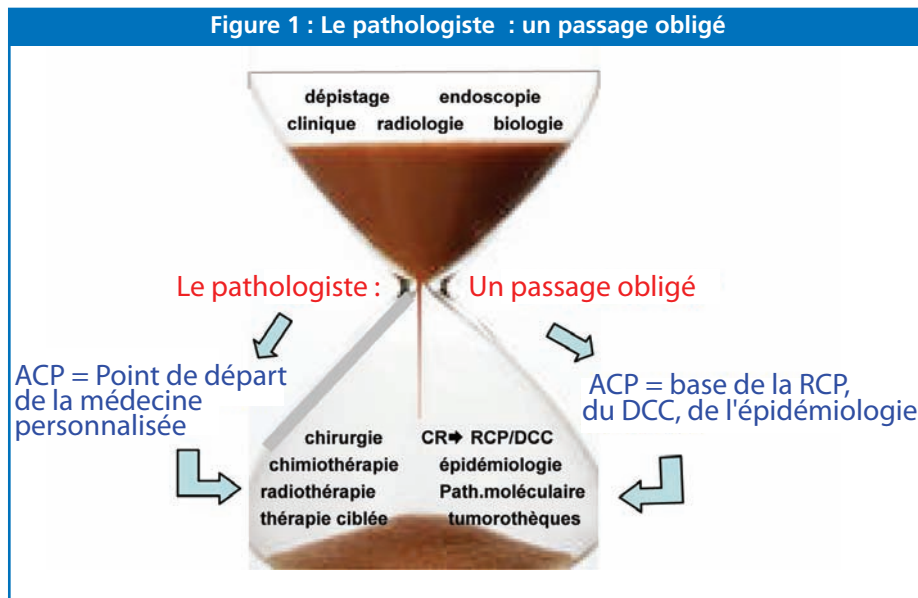 Figure 1 : Le pathologiste : un passage obligé
dépistage endoscopie
clinique radiologie biologie
Le pathologiste : Un passage obligé
ACP = Point de départ
de la médecine
personnalisée
ACP = base de la RCP,
du DCC, de l'épidémiologie
chirurgie CR➡ RCP/DCC
chimiothérapie épidémiologie
radiothérapie Path.moléculaire
thérapie ciblée tumorothèques